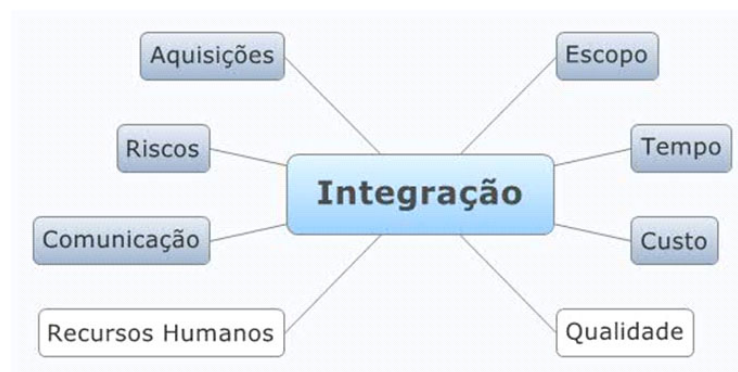 Aquisições
Escopo
Riscos
Tempo
Integração
Comunicação
Custo
Recursos Humanos
Qualidade